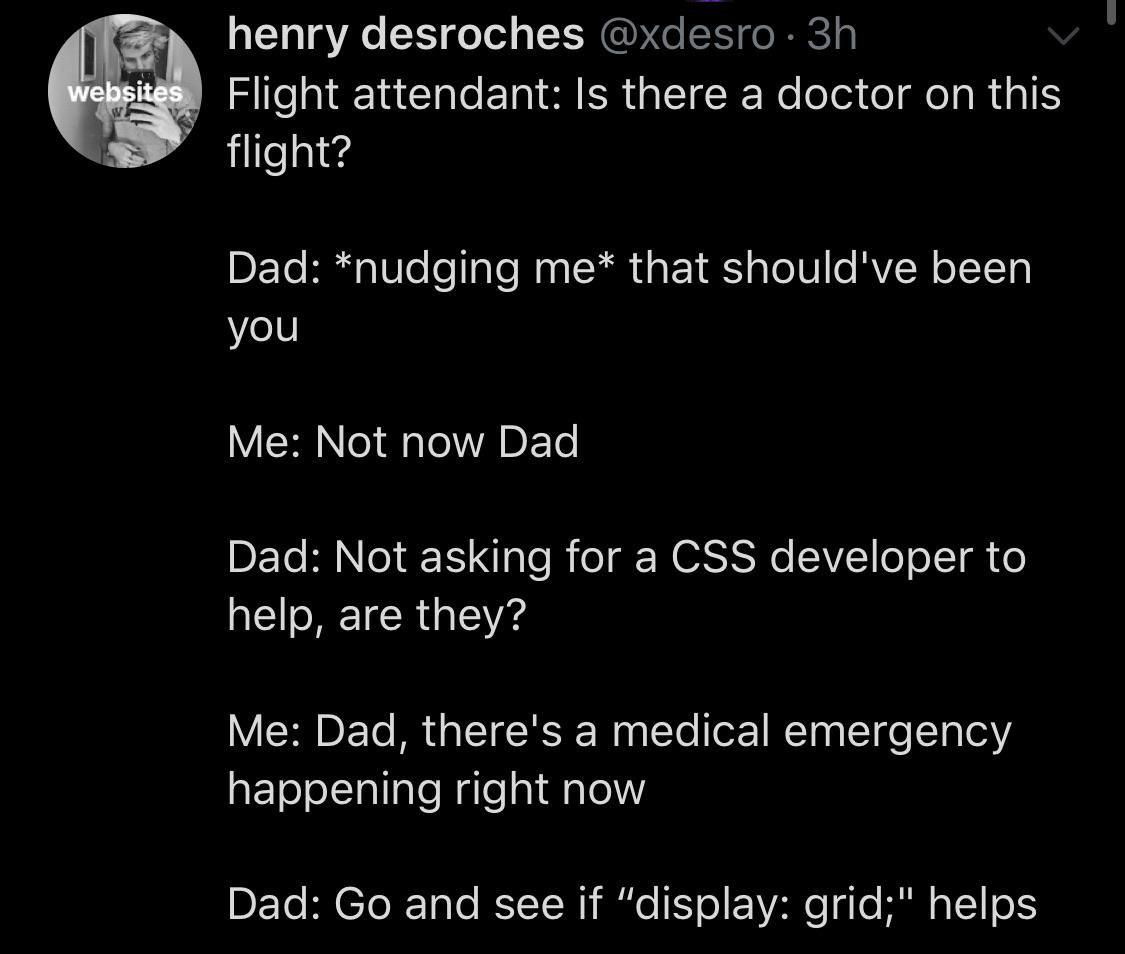 henry desroches @xdesro · 3h
websites
Flight attendant: Is there a doctor on this
flight?
Dad: *nudging me* that should've been
you
Me: Not now Dad
Dad: Not asking for a CSS developer to
help, are they?
Me: Dad, there's a medical emergency
happening right now
Dad: Go and see if “display: grid;" helps